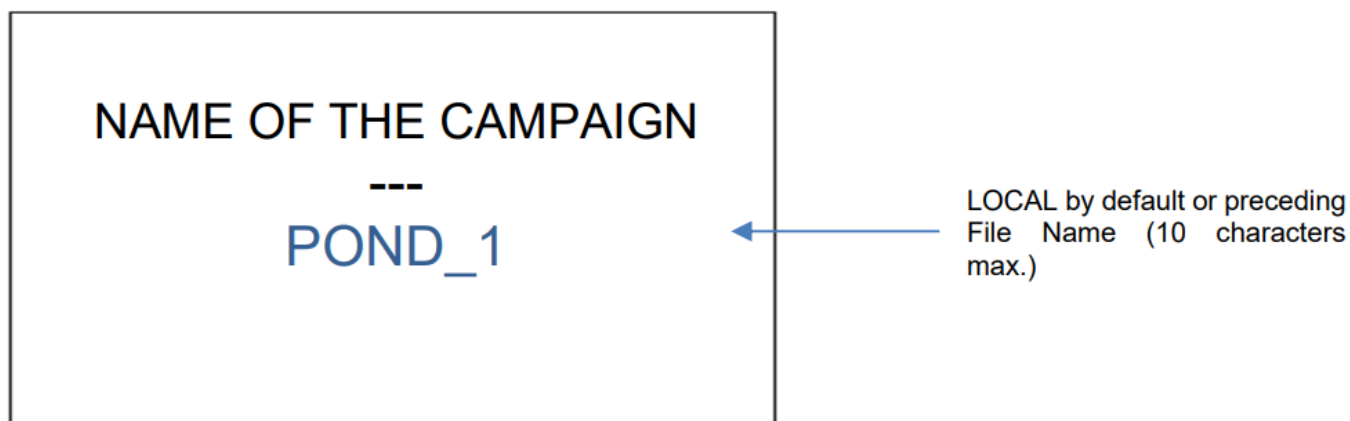 NAME OF THE CAMPAIGN
---
POND_1
LOCAL by default or preceding
File Name (10 characters
max.)